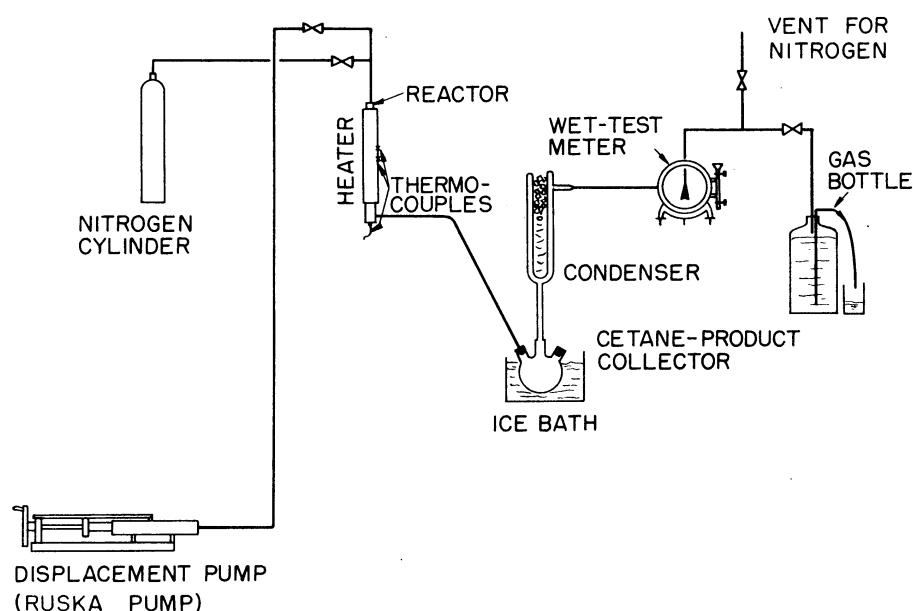 VENT FOR
NITROGEN
REACTOR
HEATER
WET-TEST
METER
GAS
BOTTLE
THERMO-
COUPLES
NITROGEN
CYLINDER
CONDENSER
CETANE-PRODUCT
COLLECTOR
ICE BATH
DISPLACEMENT PUMP
(RUSKA PUMP)